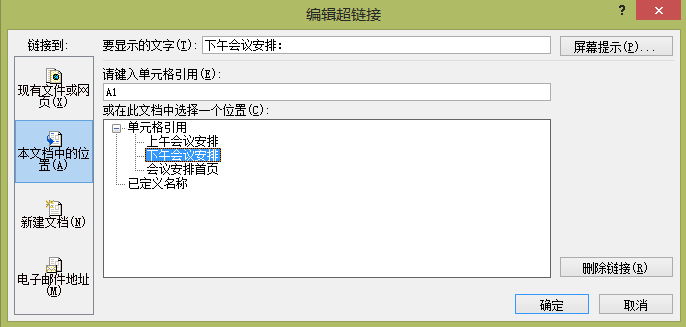 编辑超链接
?
链接到:
要显示的文字(T):
下午会议安排:
屏幕提示(P)...
现有文件或网
页(X)
请键入单元格引用(E):
A1
或在此文档中选择一个位置(C):
单元格引用
上午会议安排
下午会议安排
会议安排首页
已定义名称
本文档中的位
置(A)
新建文档(N)
电子邮件地址
(M)
删除链接(R)
确定
取消